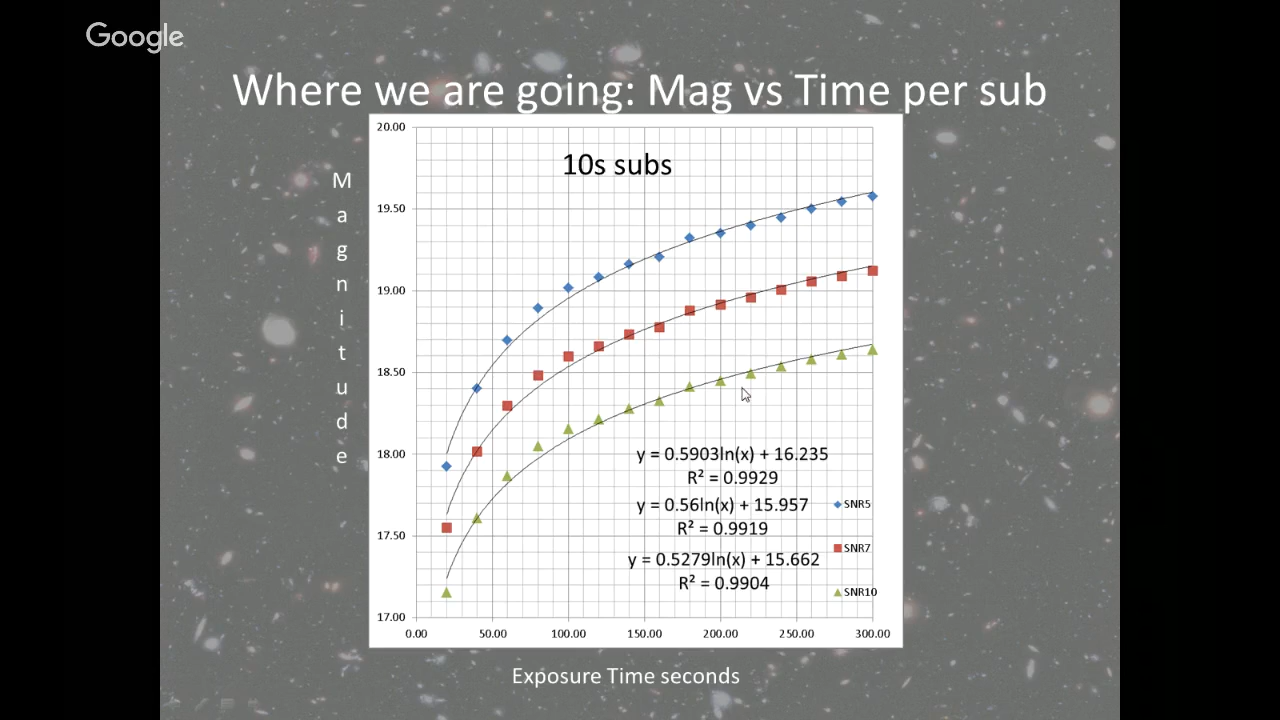 Google
Where we are going: Mag vs Time per sub
10s subs
Magnitude
20.00
19.50
19.00
18.50
18.00
17.50
17.00
y = 0.5903ln(x) + 16.235
R² = 0.9929
y = 0.56ln(x) + 15.957
R² = 0.9919
y = 0.5279ln(x) + 15.662
R² = 0.9904
SNR5
SNR7
SNR10
0.00 50.00 100.00 150.00 200.00 250.00 300.00
Exposure Time seconds